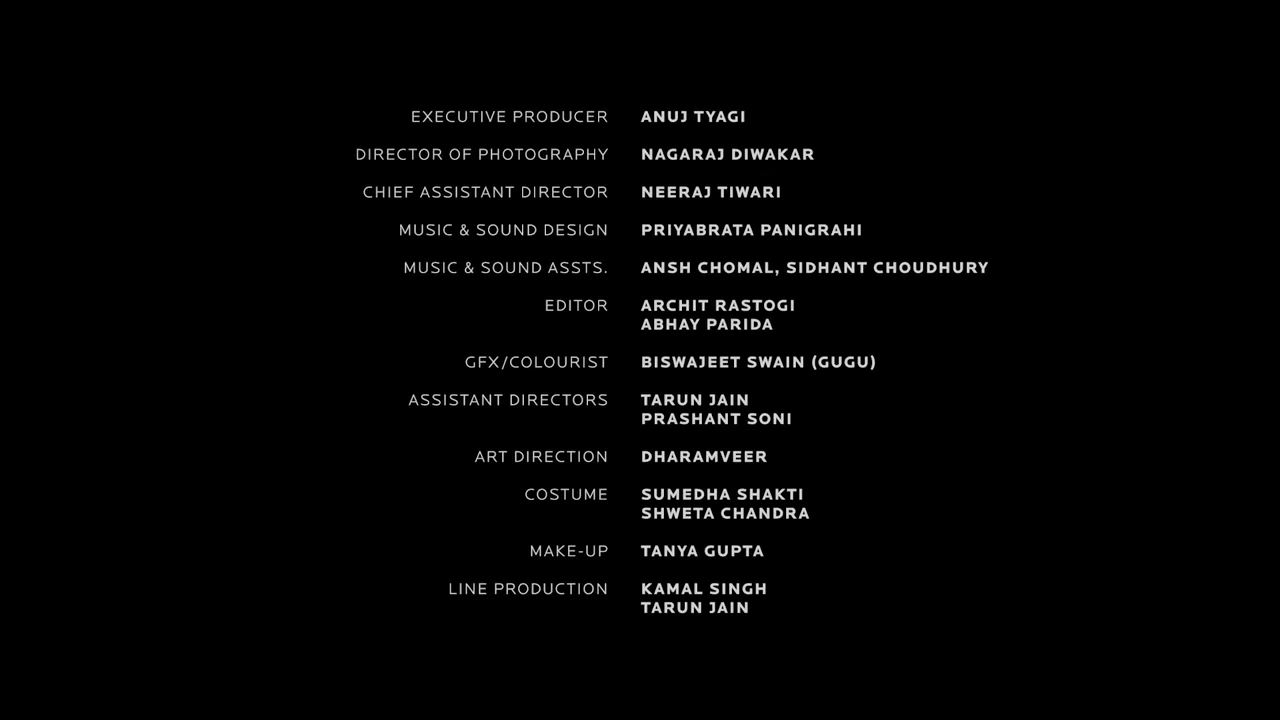 EXECUTIVE PRODUCER ANUJ TYAGI
DIRECTOR OF PHOTOGRAPHY NAGARAJ DIWAKAR
CHIEF ASSISTANT DIRECTOR NEERAJ TIWARI
MUSIC & SOUND DESIGN PRIYABRATA PANIGRAHI
MUSIC & SOUND ASSTS. ANSH CHOMAL, SIDHANT CHOUDHURY
EDITOR ARCHIT RASTOGI
ABHAY PARIDA
GFX/COLOURIST BISWAJEET SWAIN (GUGU)
ASSISTANT DIRECTORS TARUN JAIN
PRASHANT SONI
ART DIRECTION DHARAMVEER
COSTUME SUMEDHA SHAKTI
SHWETA CHANDRA
MAKE-UP TANYA GUPTA
LINE PRODUCTION KAMAL SINGH
TARUN JAIN